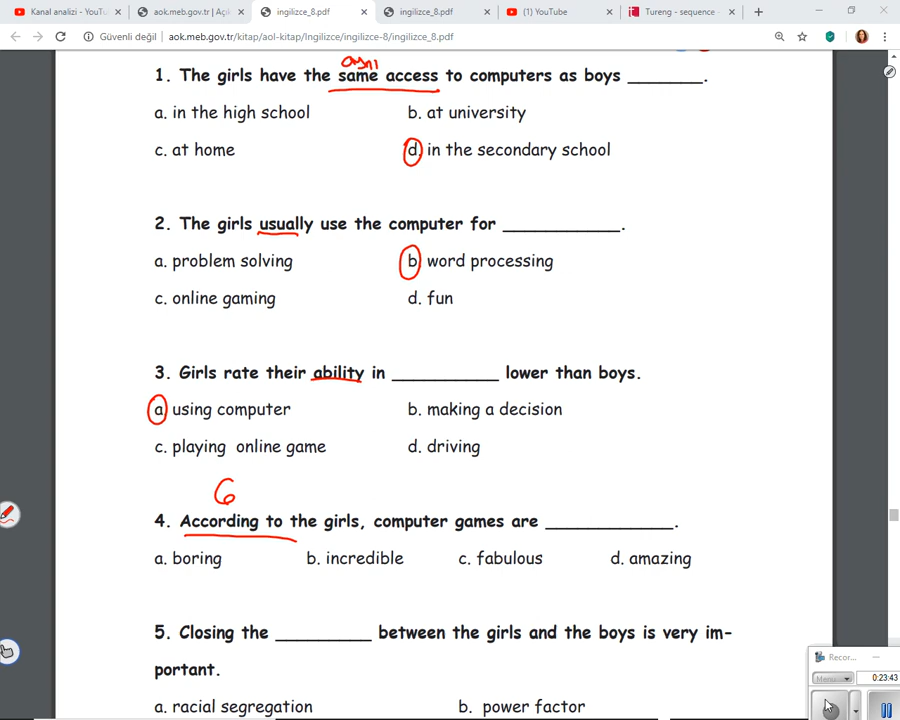 Kanal analizi - YouTu
aok.meb.gov.tr | Açık
ingilizce_8.pdf
ingilizce_8.pdf
(1) YouTube
Tureng - sequence -
Güvenli değil
aok.meb.gov.tr/kitap/aol-kitap/Ingilizce/ingilizce-8/ingilizce_8.pdf
aynı
1. The girls have the same access to computers as boys _______.
a. in the high school
b. at university
c. at home
d. in the secondary school
2. The girls usually use the computer for ___________.
a. problem solving
b. word processing
c. online gaming
d. fun
3. Girls rate their ability in __________ lower than boys.
a. using computer
b. making a decision
c. playing online game
d. driving
6
4. According to the girls, computer games are ____________.
a. boring
b. incredible
c. fabulous
d. amazing
5. Closing the _________ between the girls and the boys is very im-
portant.
a. racial segregation
b. power factor
Recor...
Menu
0:23:43